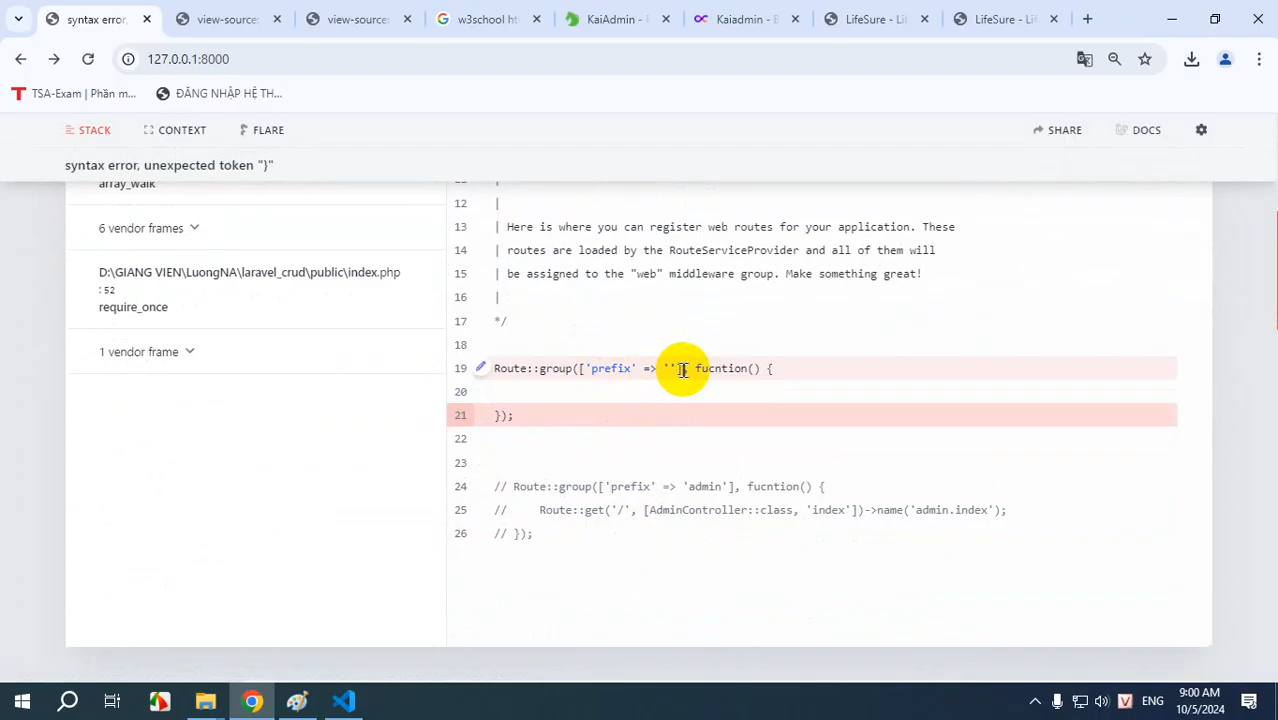 syntax error,
view-source:
view-source:
w3school ht
KaiAdmin -
Kaiadmin - B
LifeSure - Li
LifeSure - Li
127.0.0.1:8000
TSA-Exam | Phần m...
ĐĂNG NHẬP HỆ TH...
STACK
CONTEXT
FLARE
SHARE
DOCS
syntax error, unexpected token "}"
array_walk
6 vendor frames
D:\GIANG VIEN\LuongNA\laravel_crud\public\index.php
: 52
require_once
1 vendor frame
12 |
13 | Here is where you can register web routes for your application. These
14 | routes are loaded by the RouteServiceProvider and all of them will
15 | be assigned to the "web" middleware group. Make something great!
16 |
17 */
18
19 Route::group(['prefix' => ''], fucntion() {
20
21 });
22
23
24 // Route::group(['prefix' => 'admin'], fucntion() {
25 // Route::get('/', [AdminController::class, 'index'])->name('admin.index');
26 // });
ENG
9:00 AM
10/5/2024